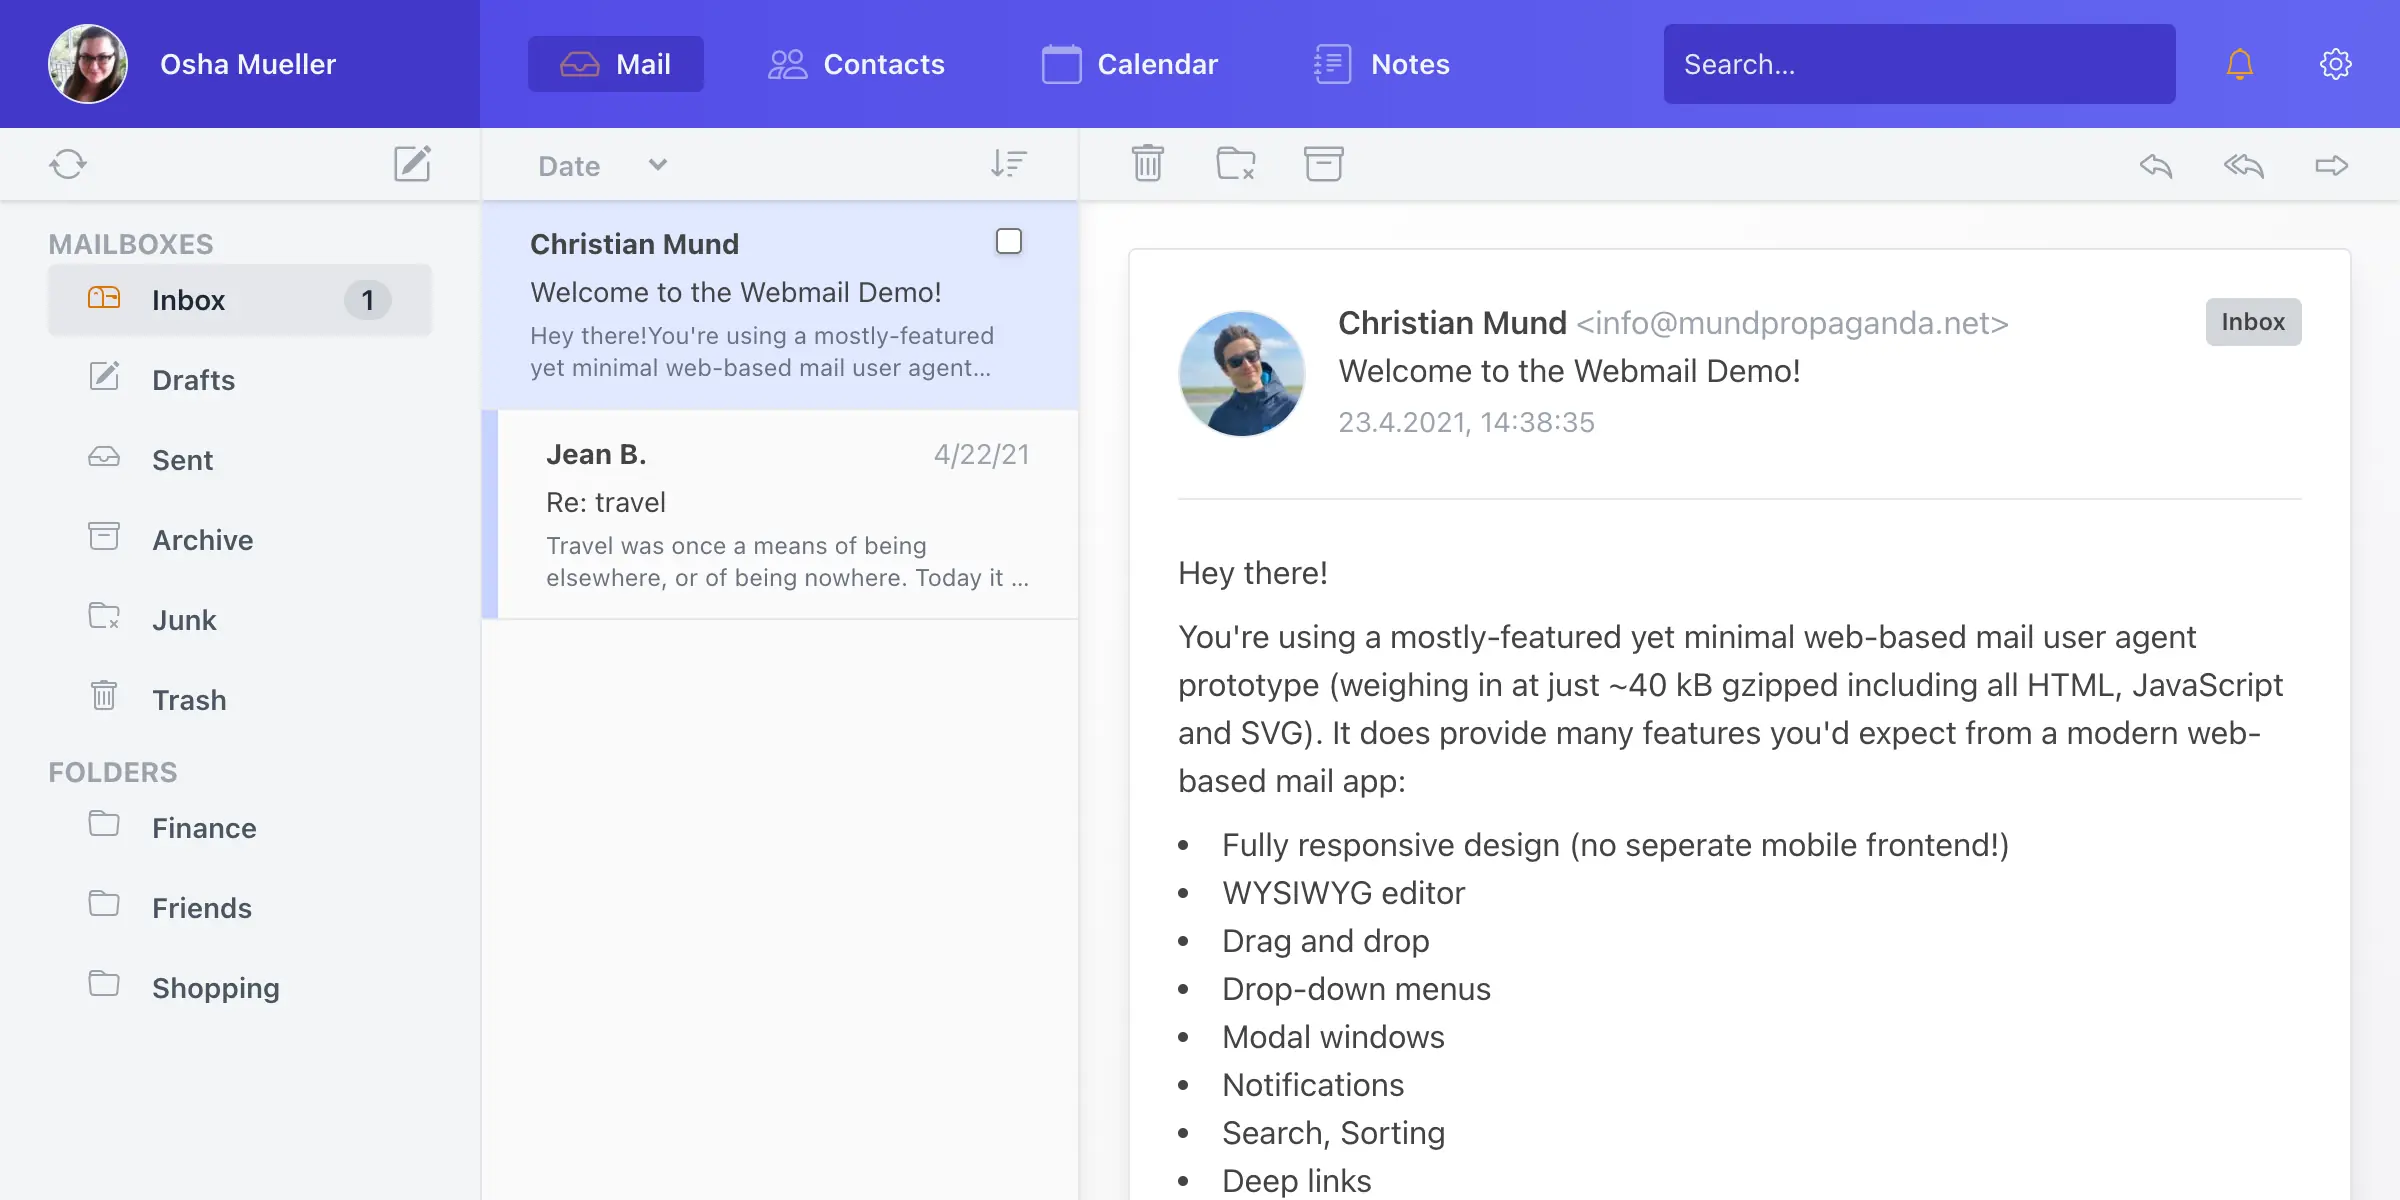 Osha Mueller
Mail
Contacts
Calendar
Notes
Search...
Date
MAILBOXES
Inbox 1
Drafts
Sent
Archive
Junk
Trash
FOLDERS
Finance
Friends
Shopping
Christian Mund
Welcome to the Webmail Demo!
Hey there!You're using a mostly-featured
yet minimal web-based mail user agent...
Jean B. 4/22/21
Re: travel
Travel was once a means of being
elsewhere, or of being nowhere. Today it ...
Christian Mund <info@mundpropaganda.net>
Inbox
Welcome to the Webmail Demo!
23.4.2021, 14:38:35
Hey there!
You're using a mostly-featured yet minimal web-based mail user agent
prototype (weighing in at just ~40 kB gzipped including all HTML, JavaScript
and SVG). It does provide many features you'd expect from a modern web-
based mail app:
• Fully responsive design (no seperate mobile frontend!)
• WYSIWYG editor
• Drag and drop
• Drop-down menus
• Modal windows
• Notifications
• Search, Sorting
• Deep links